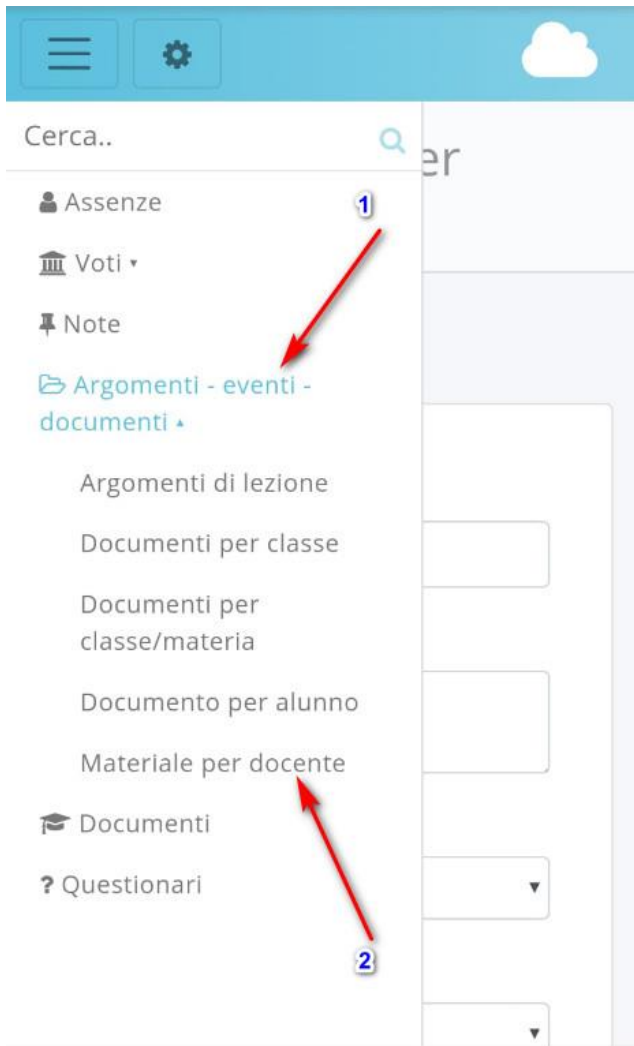 Cerca..
er
Assenze
1
Voti ▾
Note
Argomenti - eventi -
documenti ▴
Argomenti di lezione
Documenti per classe
Documenti per
classe/materia
Documento per alunno
Materiale per docente
Documenti
? Questionari
2